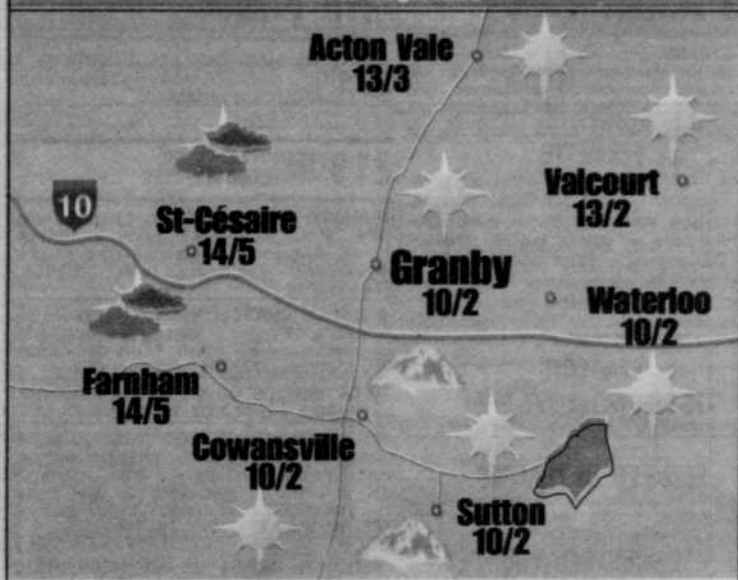 Acton Vale
13/3
10
St-Césaire
14/5
Valcourt
13/2
Granby
10/2
Waterloo
10/2
Farnham
14/5
Cowansville
10/2
Sutton
10/2